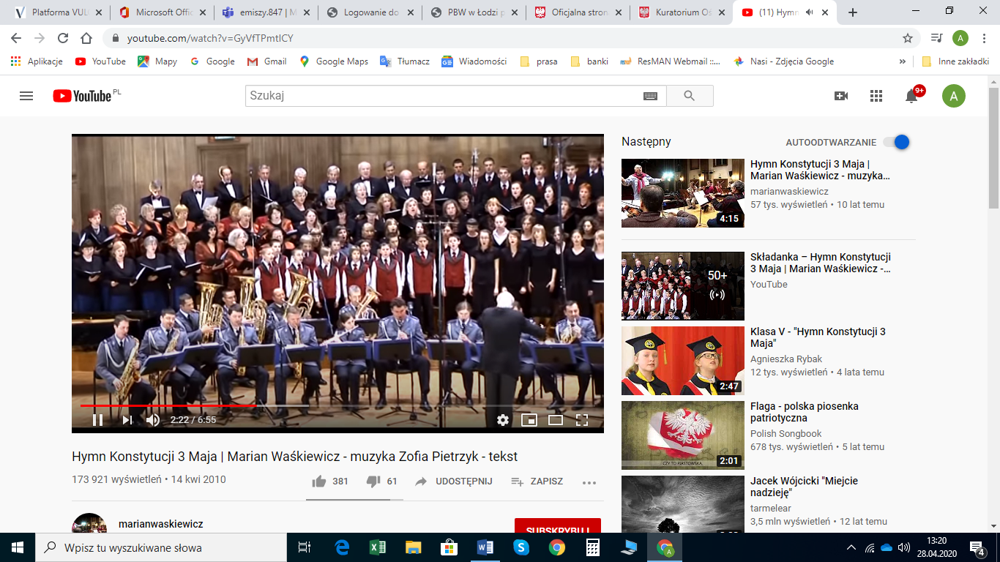 Platforma VUL
Microsoft Offic
emiszy.847 | M
Logowanie do
PBW w Łodzi p
Oficjalna stron
Kuratorium Oś
(11) Hymn
youtube.com/watch?v=GyVfTPmtICY
A
Aplikacje
YouTube
Mapy
Google
Gmail
Google Maps
Tłumacz
Wiadomości
prasa
banki
ResMAN Webmail ::...
Nasi - Zdjęcia Google
»
Inne zakładki
YouTube PL
Szukaj
9+
A
Następny
AUTOODTWARZANIE
Hymn Konstytucji 3 Maja |
Marian Waśkiewicz - muzyka...
marianwaskiewicz
57 tys. wyświetleń • 10 lat temu
4:15
Składanka – Hymn Konstytucji
3 Maja | Marian Waśkiewicz -...
YouTube
50+
Klasa V - "Hymn Konstytucji 3
Maja"
Agnieszka Rybak
12 tys. wyświetleń • 4 lata temu
2:47
Flaga - polska piosenka
patriotyczna
Polish Songbook
678 tys. wyświetleń • 5 lat temu
CZY TO PIASTOWSKA,
2:01
Jacek Wójcicki "Miejcie
nadzieję"
tarmelear
3,5 mln wyświetleń • 12 lat temu
2:22 / 6:55
Hymn Konstytucji 3 Maja | Marian Waśkiewicz - muzyka Zofia Pietrzyk - tekst
173 921 wyświetleń • 14 kwi 2010
381
61
UDOSTĘPNIJ
ZAPISZ
marianwaskiewicz
SUBSKRYBUJ
Wpisz tu wyszukiwane słowa
13:20
28.04.2020
4